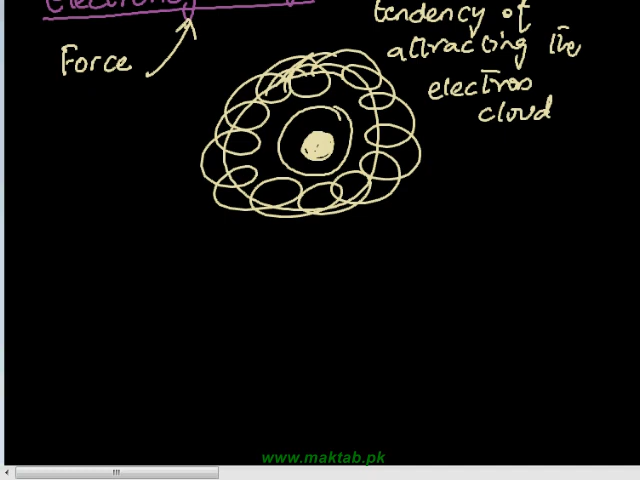 tendency of
Force
attracting the
electron
cloud
www.maktab.pk